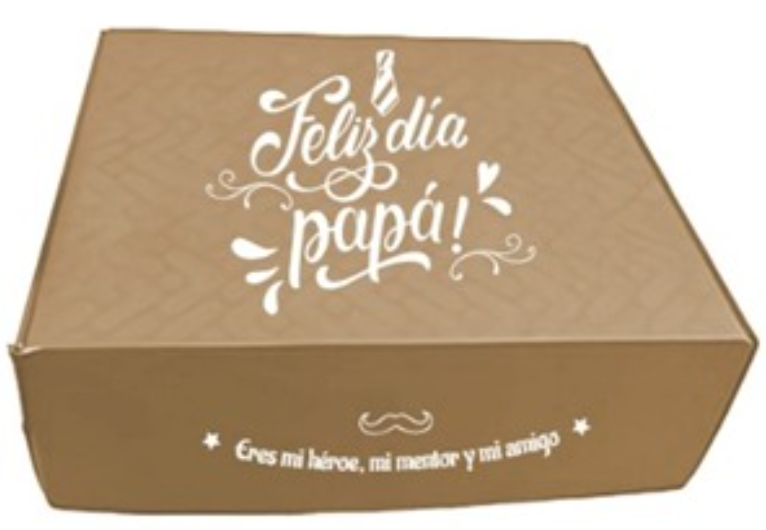 Feliz día
papá!
Eres mi héroe, mi mentor y mi amigo